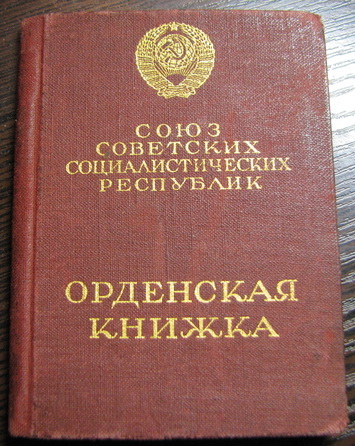 СОЮЗ
СОВЕТСКИХ
СОЦИАЛИСТИЧЕСКИХ
РЕСПУБЛИК
ОРДЕНСКАЯ
КНИЖКА